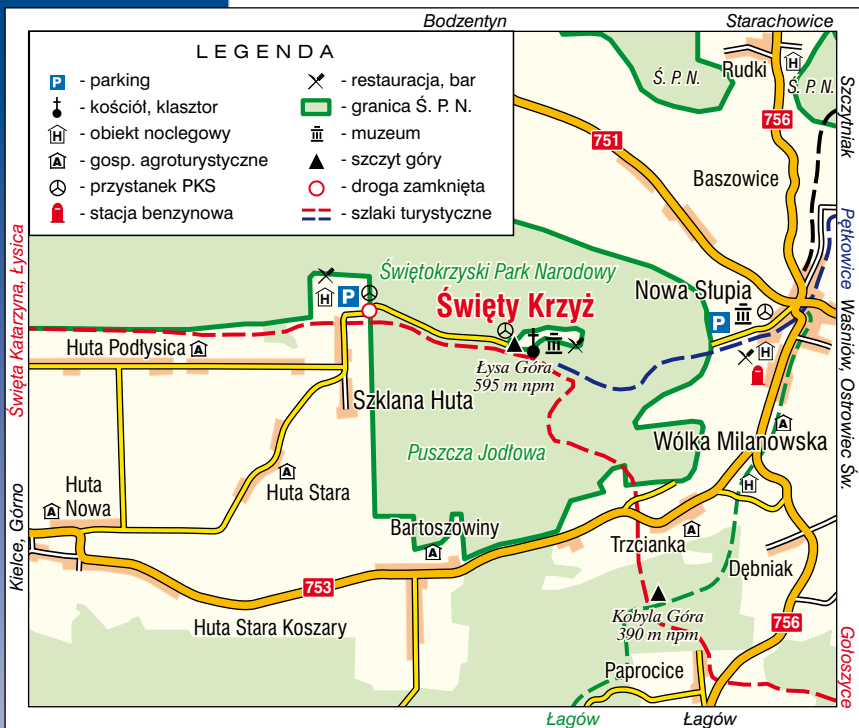 Bodzentyn
Starachowice
LEGENDA
P - parking
- kościół, klasztor
H - obiekt noclegowy
A - gosp. agroturystyczne
- przystanek PKS
- stacja benzynowa
- restauracja, bar
- granica Ś. P. N.
- muzeum
- szczyt góry
- droga zamknięta
- szlaki turystyczne
Ś. P. N.
Rudki
H
Ś. P. N.
Szczytniak
756
751
Baszowice
Świętokrzyski Park Narodowy
Nowa Słupia
Pętkowice
Święta Katarzyna, Łysica
H
P
Święty Krzyż
P
Waśniów, Ostrowiec Św.
Huta Podłysica
A
Łysa Góra
595 m npm
H
Szklana Huta
A
Puszcza Jodłowa
Wólka Milanowska
Huta
Nowa
A
A
Huta Stara
H
Kielce, Górno
Bartoszowiny
A
Trzcianka
A
Dębniak
753
Huta Stara Koszary
Kobyla Góra
390 m npm
756
Gołoszyce
Paprocice
Łagów
Łagów